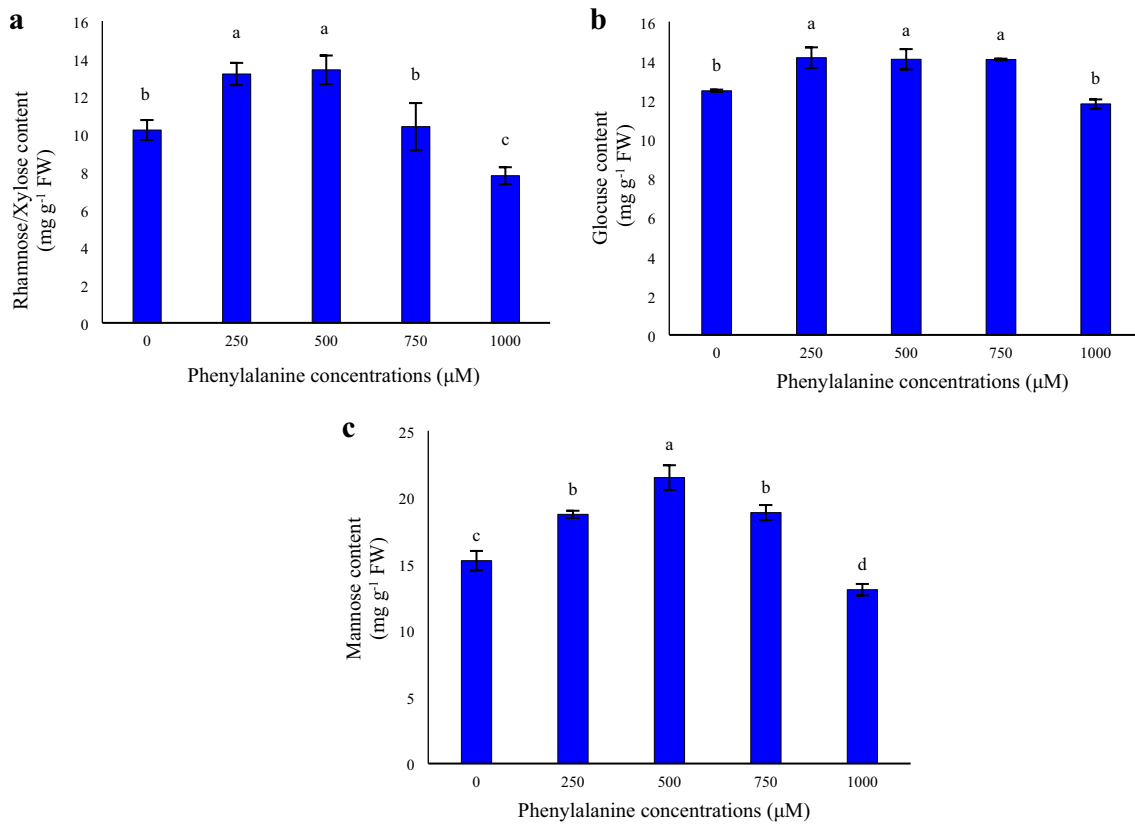 a
Rhamnose/Xylose content
(mg g⁻¹ FW)
16
14
12
10
8
6
4
2
0
b
a
a
b
c
0 250 500 750 1000
Phenylalanine concentrations (μM)
b
Glocuse content
(mg g⁻¹ FW)
16
14
12
10
8
6
4
2
0
b
a
a
a
b
0 250 500 750 1000
Phenylalanine concentrations (μM)
c
Mannose content
(mg g⁻¹ FW)
25
20
15
10
5
0
c
b
a
b
d
0 250 500 750 1000
Phenylalanine concentrations (μM)